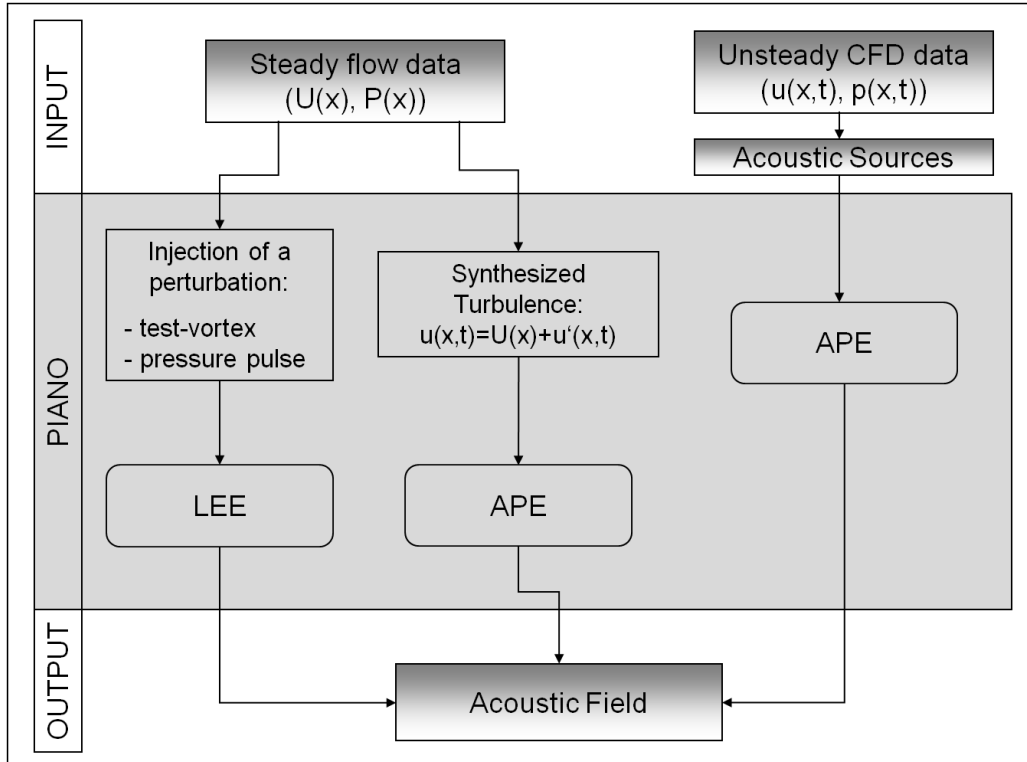 INPUT
Steady flow data
(U(x), P(x))
Unsteady CFD data
(u(x,t), p(x,t))
Acoustic Sources
PIANO
Injection of a
perturbation:
- test-vortex
- pressure pulse
Synthesized
Turbulence:
u(x,t)=U(x)+u‘(x,t)
APE
LEE
APE
OUTPUT
Acoustic Field